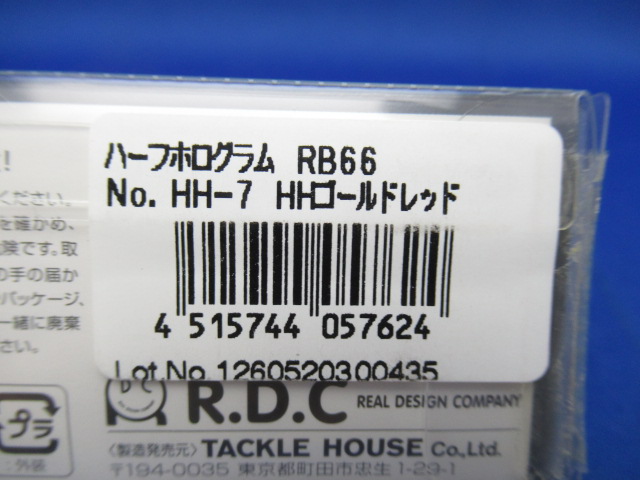 ハーフホログラム RB66
No. HH-7 HHゴールドレッド
4 515744 057624
Lot.No.1260520300435
!
ください。
を確かめ、
険です。取
の手の届か
パッケージ、
一緒に廃棄
さい。
プラ
:外装
R.D.C REAL DESIGN COMPANY
〈製造発売元〉 TACKLE HOUSE Co.,Ltd.
〒194-0035 東京都町田市忠生1-29-1